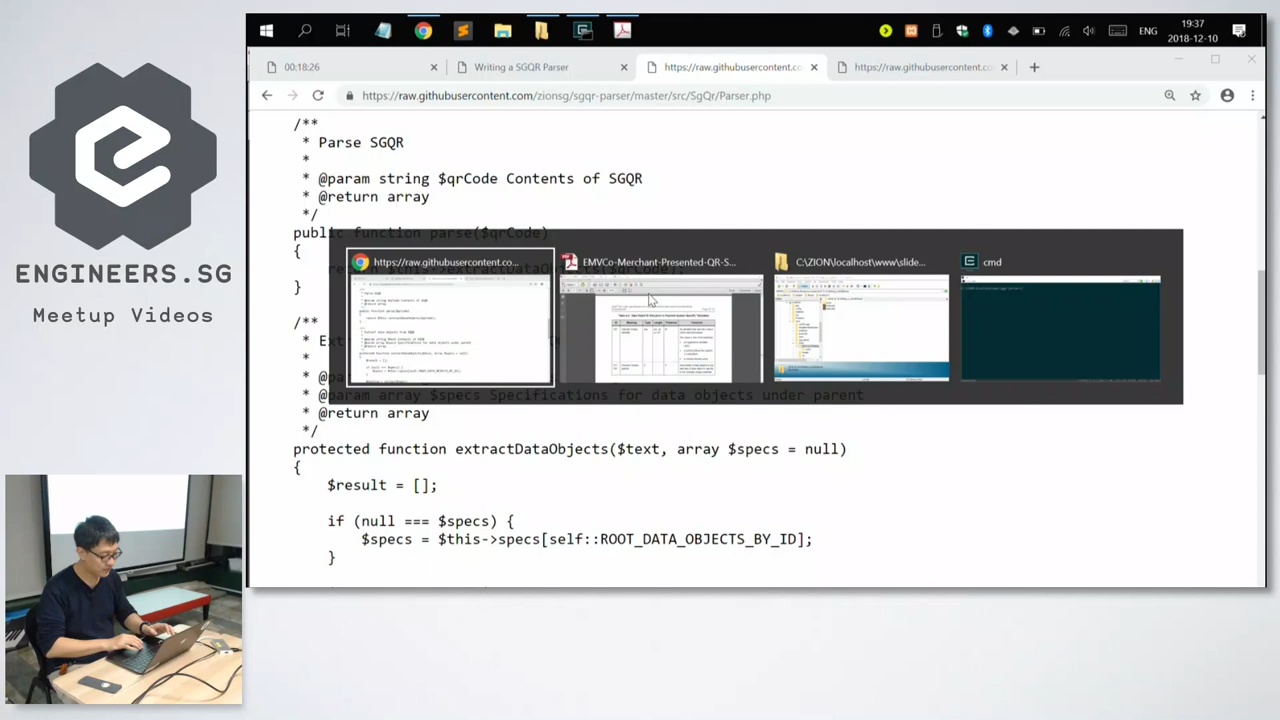 19:37
ENG
2018-12-10
00:18:26
Writing a SGQR Parser
https://raw.githubusercontent.co
https://raw.githubusercontent.co
https://raw.githubusercontent.com/zionsg/sgqr-parser/master/src/SgQr/Parser.php
/**
* Parse SGQR
*
* @param string $qrCode Contents of SGQR
* @return array
*/
public function parse($qrCode)
{
https://raw.githubusercontent.co...
EMVCo-Merchant-Presented-QR-S...
C:\ZION\localhost\www\slide...
cmd
}
/**
* @param array $specs Specifications for data objects under parent
* @return array
*/
protected function extractDataObjects($text, array $specs = null)
{
$result = [];
if (null === $specs) {
$specs = $this->specs[self::ROOT_DATA_OBJECTS_BY_ID];
}
ENGINEERS.SG
Meetup Videos